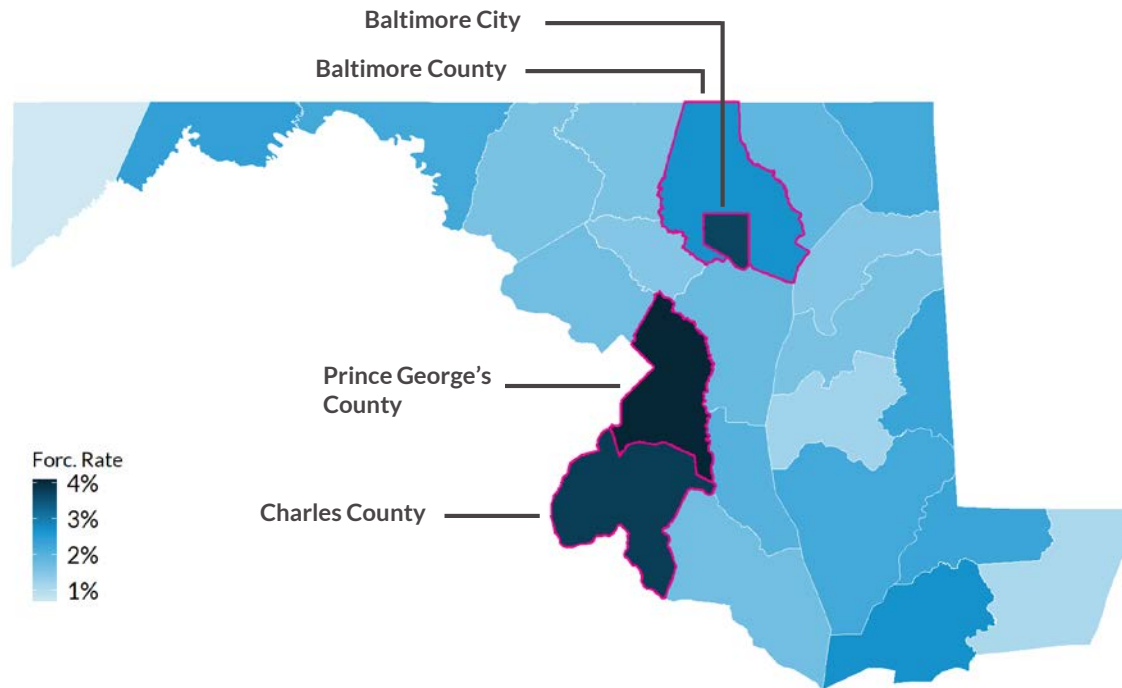 Baltimore City
Baltimore County
Prince George's
County
Charles County
Forc. Rate
4%
3%
2%
1%